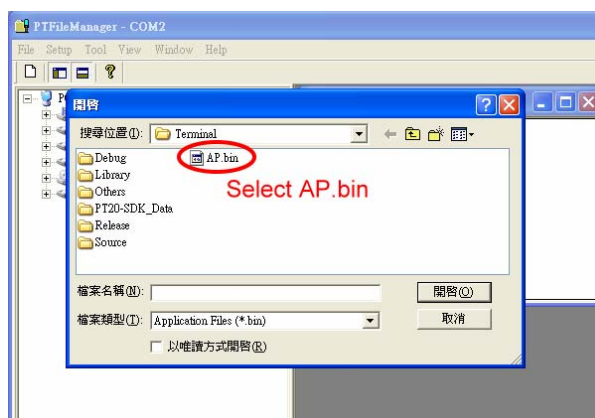 PTFileManager - COM2
File Setup Tool View Window Help
開啓
搜尋位置(I): Terminal
Debug AP.bin
Library
Others
PT20-SDK_Data
Release
Source
Select AP.bin
檔案名稱(N): 開啓(O)
檔案類型(T): Application Files (*.bin) 取消
以唯讀方式開啓(R)